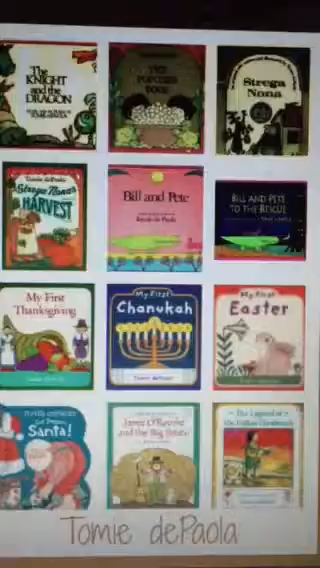 The
KNIGHT
and the
DRAGON
THE
POPCORN
BOOK
Strega
Nona
Tomie dePaola
Strega Nona's
HARVEST
Bill and Pete
BILL AND PETE
TO THE RESCUE
My First
Thanksgiving
My First
Chanukah
My First
Easter
Get Dressed,
Santa!
Jamie O'Rourke
and the Big Potato
The Legend of
the Indian Paintbrush
Tomie dePaola